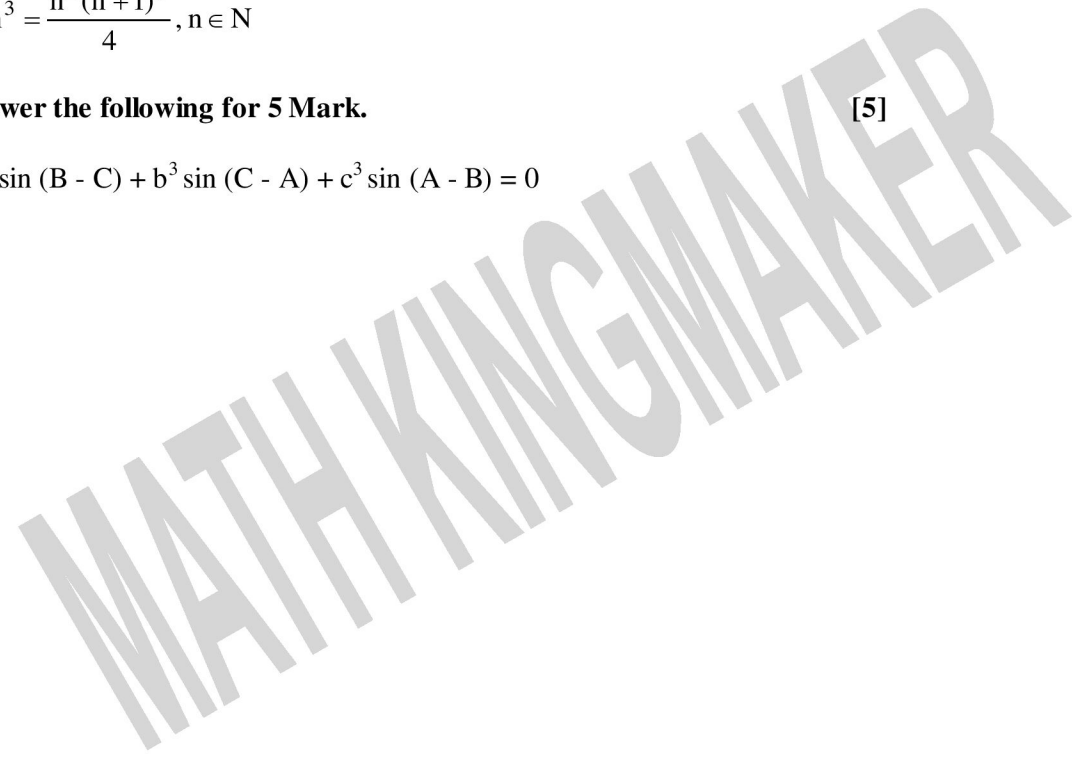 3 = n (n + 1) / 4 , n ∈ N
wer the following for 5 Mark. [5]
sin (B - C) + b³ sin (C - A) + c³ sin (A - B) = 0
MATH KINGMAKER